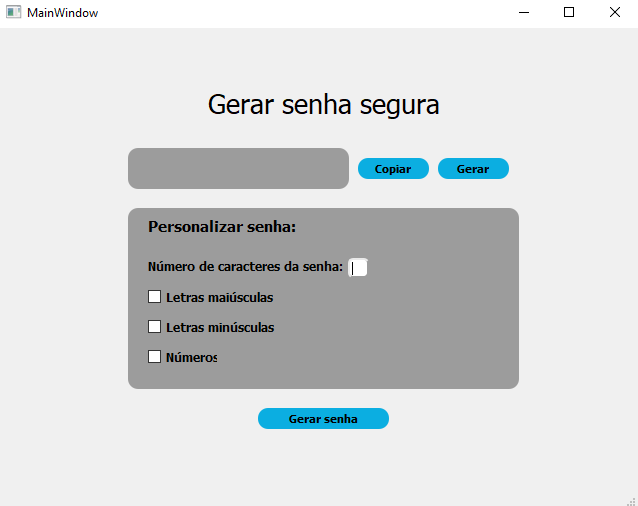 MainWindow
Gerar senha segura
Copiar
Gerar
Personalizar senha:
Número de caracteres da senha:
Letras maiúsculas
Letras minúsculas
Números
Gerar senha